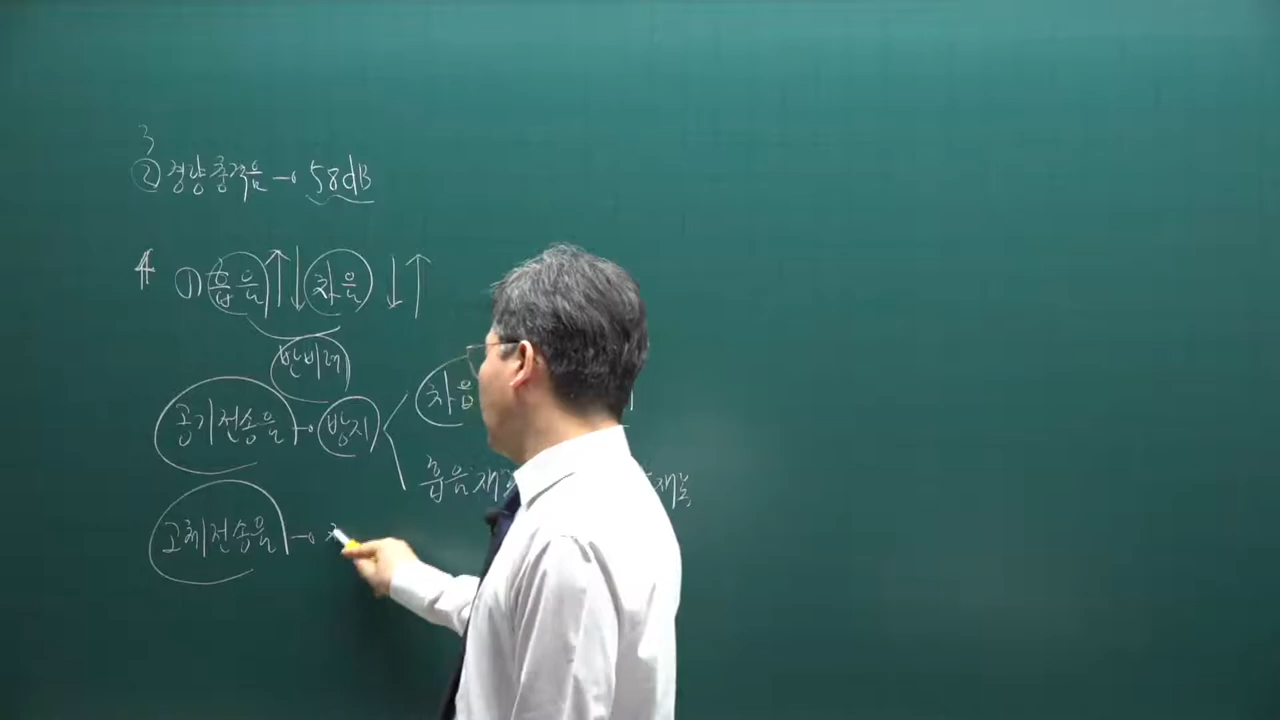 3
② 경량충격음 → 58dB
4 ① 흡음 ↑↓ 차음 ↓↑
반비례
공기전송음 → 방지 < 차음
흡음재
고체전송음 →